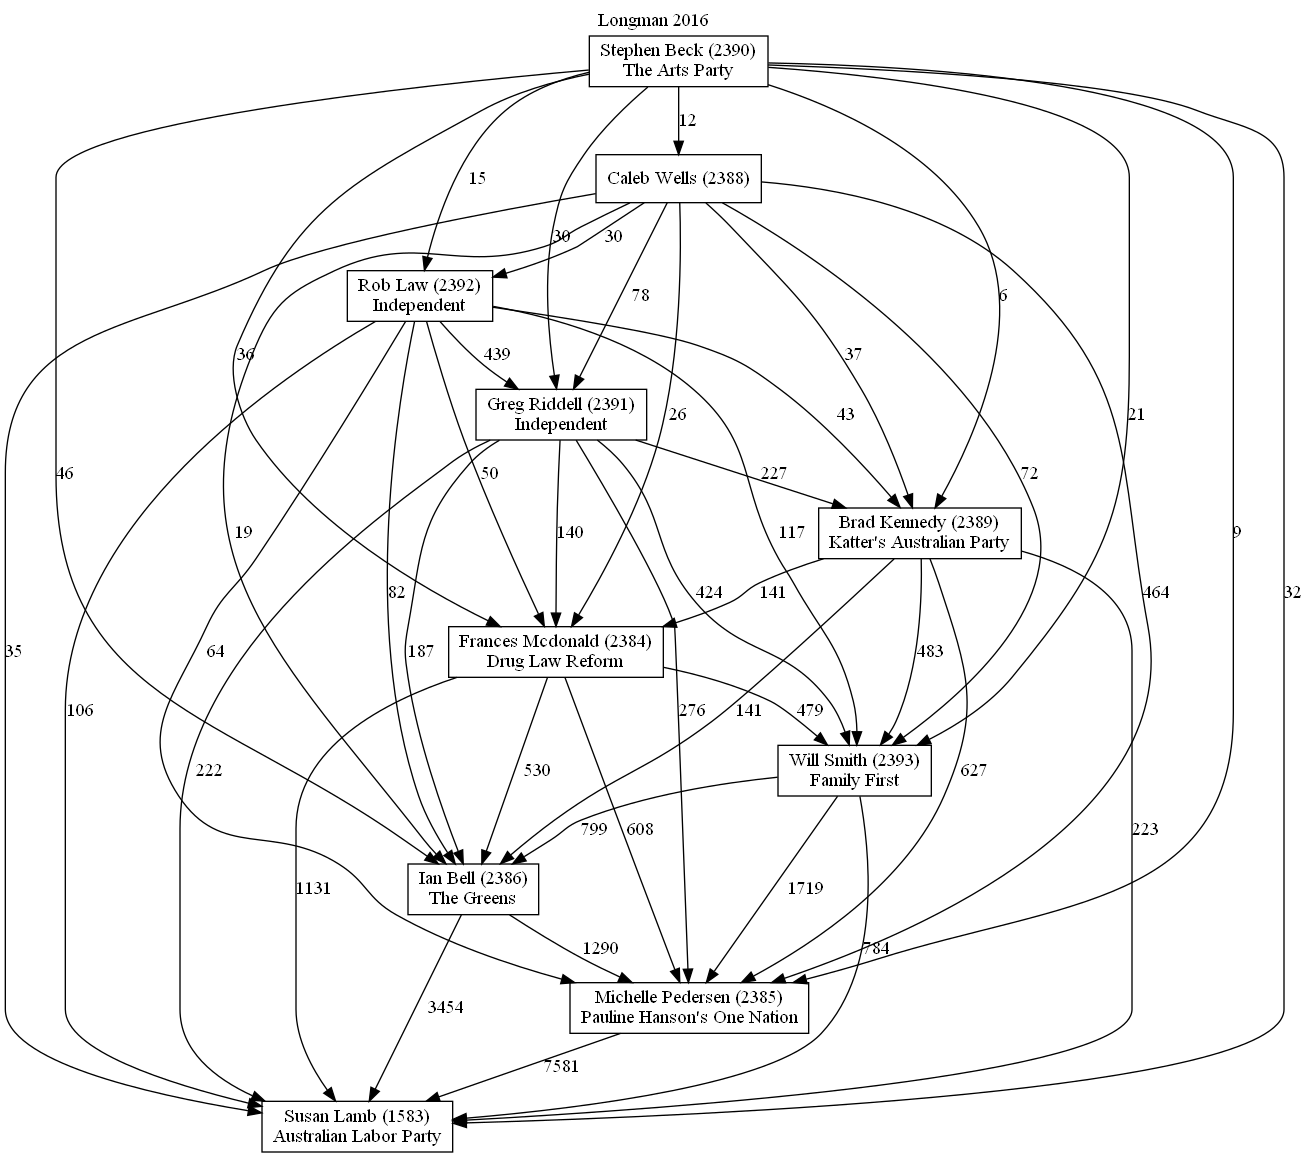 Longman 2016
Stephen Beck (2390)
The Arts Party
12
Caleb Wells (2388)
15
30
30
Rob Law (2392)
Independent
78
6
36
439
37
Greg Riddell (2391)
Independent
26
43
21
46
50
227
72
Brad Kennedy (2389)
Katter's Australian Party
19
140
117
9
82
424
141
464
32
Frances Mcdonald (2384)
Drug Law Reform
35
64
187
483
106
276
141
479
Will Smith (2393)
Family First
222
530
627
799
608
223
Ian Bell (2386)
The Greens
1131
1719
1290
784
Michelle Pedersen (2385)
Pauline Hanson's One Nation
3454
7581
Susan Lamb (1583)
Australian Labor Party